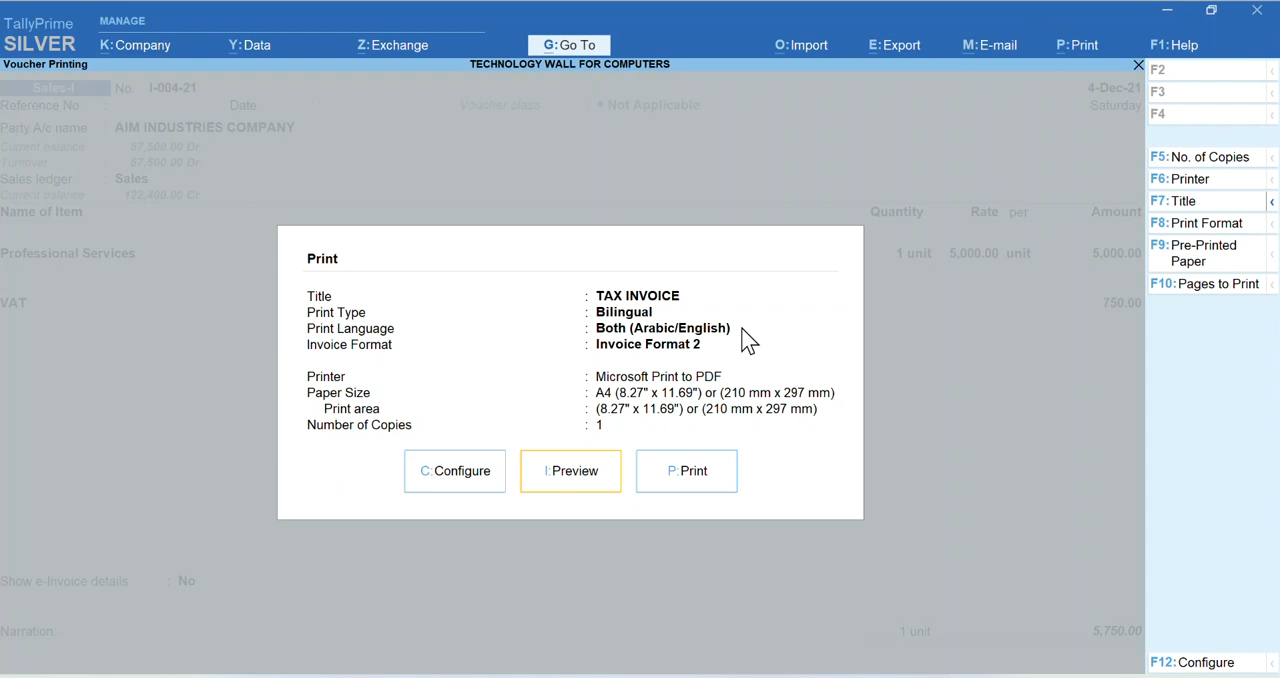 TallyPrime
MANAGE
SILVER
K:Company
Y:Data
Z:Exchange
G:Go To
O:Import
E:Export
M:E-mail
P:Print
F1:Help
Voucher Printing
TECHNOLOGY WALL FOR COMPUTERS
F2
F3
F4
F5:No. of Copies
F6:Printer
F7:Title
F8:Print Format
F9:Pre-Printed
Paper
F10:Pages to Print
F12:Configure
Sales-I No. I-004-21 4-Dec-21
Reference No : Date : Voucher class : ♦ Not Applicable Saturday
Party A/c name : AIM INDUSTRIES COMPANY
Current balance : 57,500.00 Dr
Turnover : 57,500.00 Dr
Sales ledger : Sales
Current balance : 122,400.00 Cr
Name of Item Quantity Rate per Amount
Professional Services 1 unit 5,000.00 unit 5,000.00
VAT 750.00
Print
Title : TAX INVOICE
Print Type : Bilingual
Print Language : Both (Arabic/English)
Invoice Format : Invoice Format 2
Printer : Microsoft Print to PDF
Paper Size : A4 (8.27" x 11.69") or (210 mm x 297 mm)
Print area : (8.27" x 11.69") or (210 mm x 297 mm)
Number of Copies : 1
C:Configure
I:Preview
P:Print
Show e-Invoice details : No
Narration: 1 unit 5,750.00